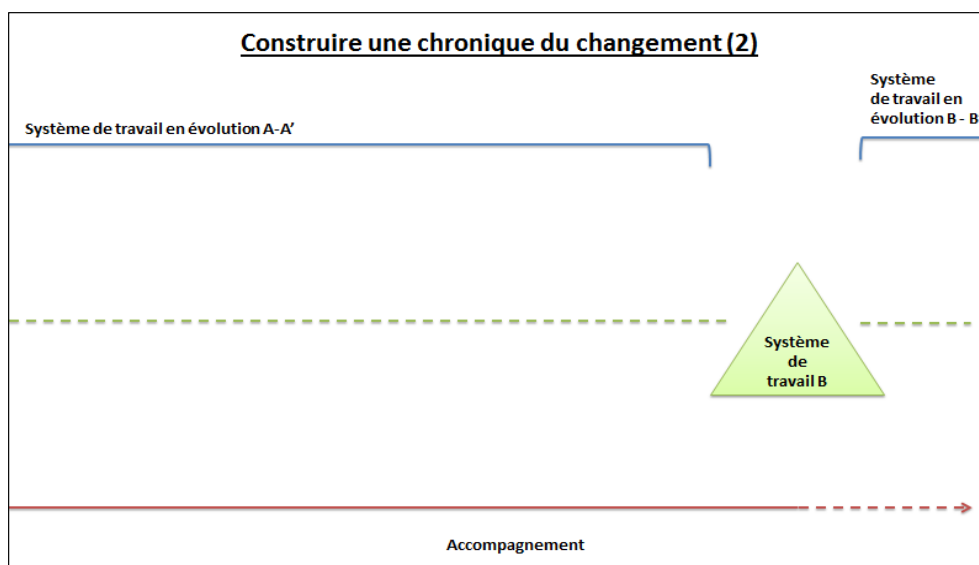 Construire une chronique du changement (2)
Système
de travail en
évolution B - B
Système de travail en évolution A-A’
Système
de
travail B
Accompagnement